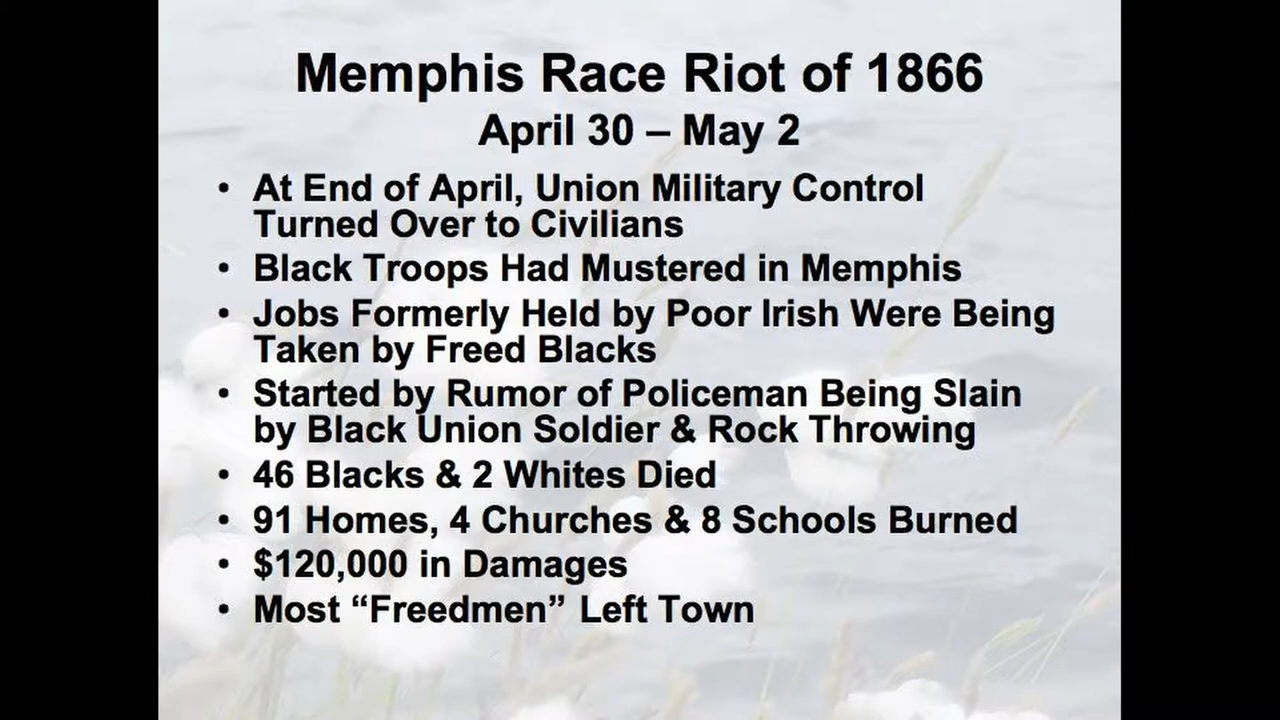 Memphis Race Riot of 1866
April 30 – May 2
• At End of April, Union Military Control
Turned Over to Civilians
• Black Troops Had Mustered in Memphis
• Jobs Formerly Held by Poor Irish Were Being
Taken by Freed Blacks
• Started by Rumor of Policeman Being Slain
by Black Union Soldier & Rock Throwing
• 46 Blacks & 2 Whites Died
• 91 Homes, 4 Churches & 8 Schools Burned
• $120,000 in Damages
• Most “Freedmen” Left Town